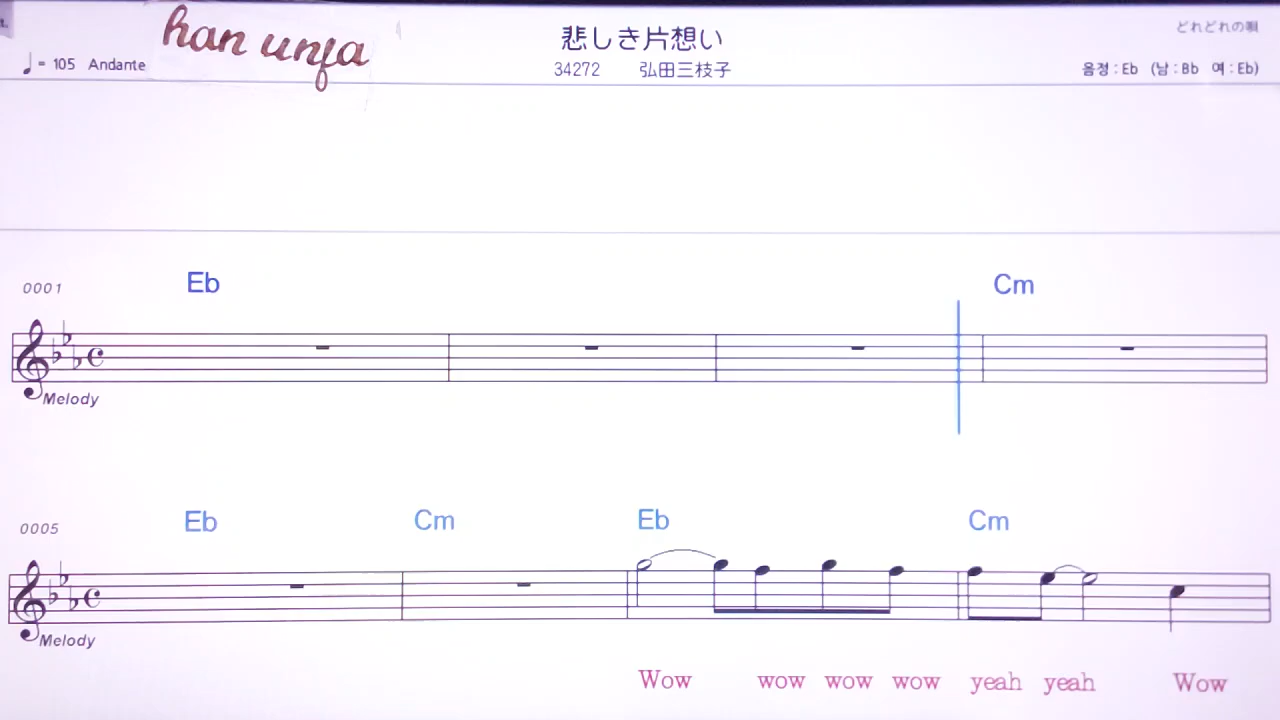 han unfa
悲しき片想い
どれどれの唄
♩= 105 Andante
34272 弘田三枝子
음정 : Eb (남 : Bb 여 : Eb)
0001
Eb
Cm
Melody
0005
Eb Cm Eb Cm
Melody
Wow wow wow wow yeah yeah Wow